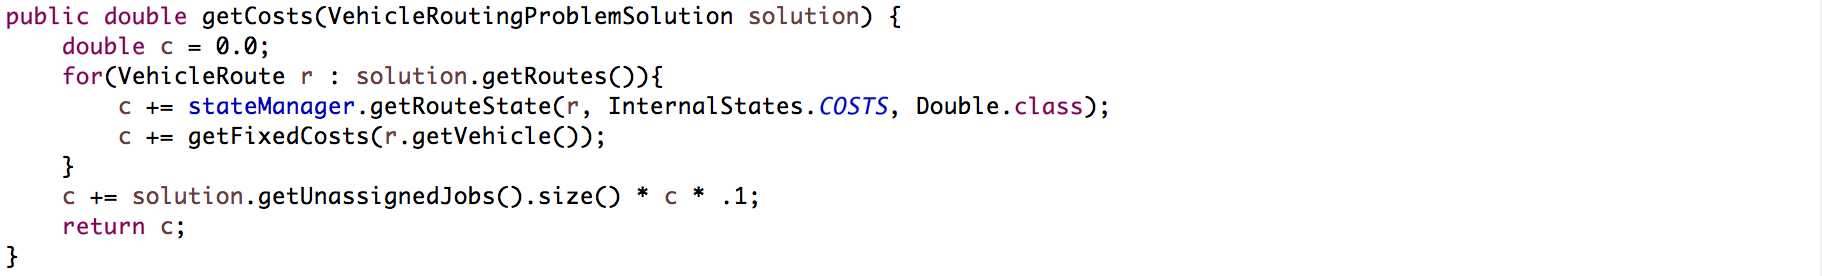 public double getCosts(VehicleRoutingProblemSolution solution) {
    double c = 0.0;
    for(VehicleRoute r : solution.getRoutes()){
        c += stateManager.getRouteState(r, InternalStates.COSTS, Double.class);
        c += getFixedCosts(r.getVehicle());
    }
    c += solution.getUnassignedJobs().size() * c * .1;
    return c;
}